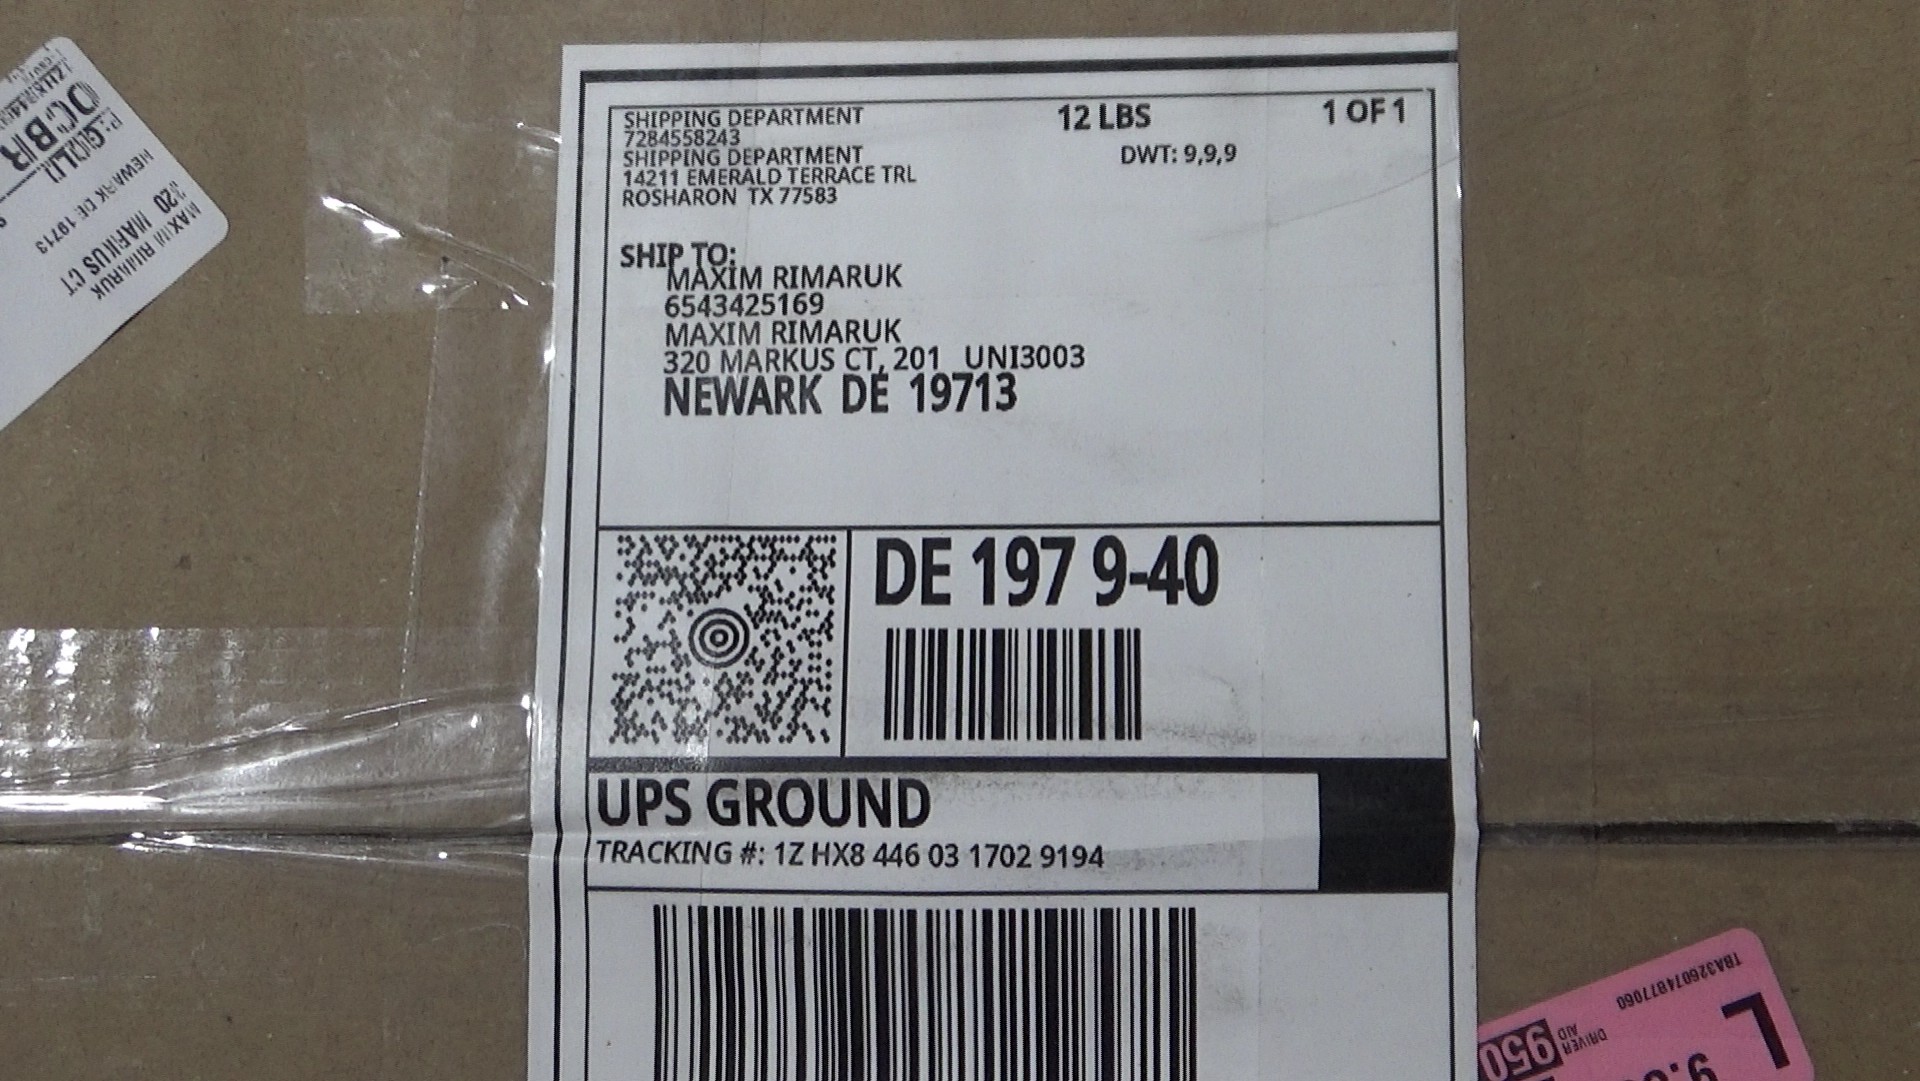 SHIPPING DEPARTMENT
7284558243
SHIPPING DEPARTMENT
14211 EMERALD TERRACE TRL
ROSHARON TX 77583
12 LBS
1 OF 1
DWT: 9,9,9
SHIP TO:
MAXIM RIMARUK
6543425169
MAXIM RIMARUK
320 MARKUS CT, 201 UNI3003
NEWARK DE 19713
DE 197 9-40
UPS GROUND
TRACKING #: 1Z HX8 446 03 1702 9194
MAXIM RIMARUK
320 MARKUS CT
NEWARK DE 19713
TBA326074877060
L
DRIVER
AID
950